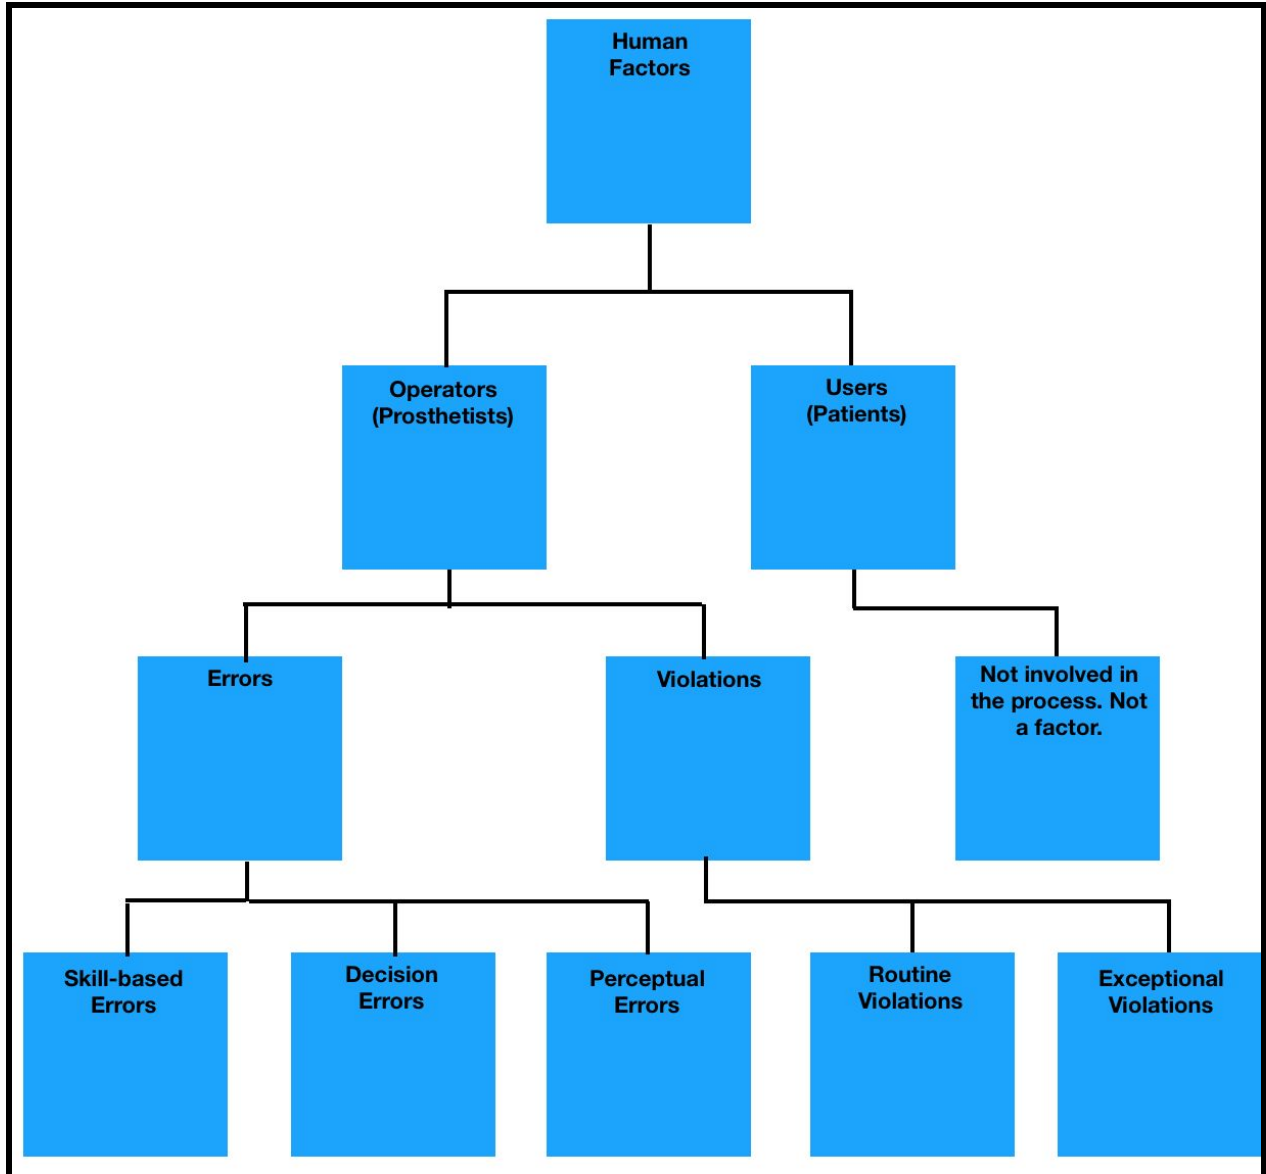 Human
Factors
Operators
(Prosthetists)
Users
(Patients)
Errors
Violations
Not involved in
the process. Not
a factor.
Skill-based
Errors
Decision
Errors
Perceptual
Errors
Routine
Violations
Exceptional
Violations